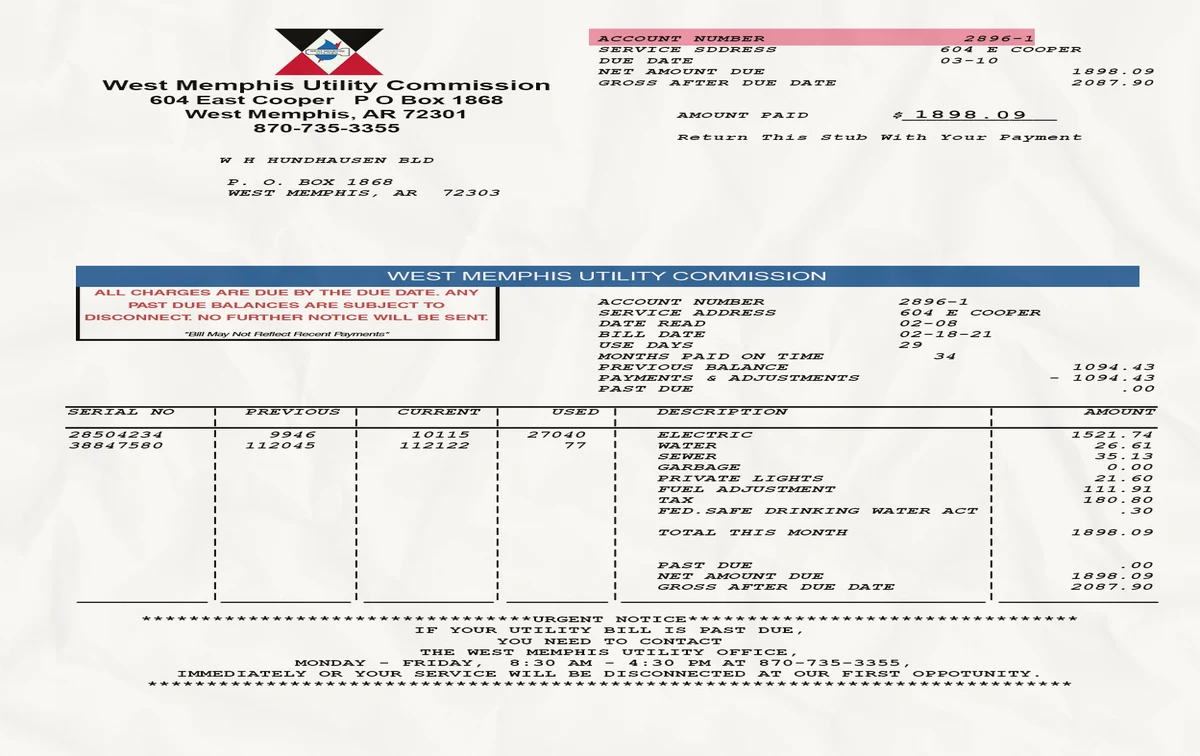 West Memphis Utility Commission
604 East Cooper P O Box 1868
West Memphis, AR 72301
870-735-3355
ACCOUNT NUMBER 2896-1
SERVICE SDDRESS 604 E COOPER
DUE DATE 03-10
NET AMOUNT DUE 1898.09
GROSS AFTER DUE DATE 2087.90
AMOUNT PAID $ 1898.09
Return This Stub With Your Payment
W H HUNDHAUSEN BLD
P. O. BOX 1868
WEST MEMPHIS, AR 72303
WEST MEMPHIS UTILITY COMMISSION
ALL CHARGES ARE DUE BY THE DUE DATE. ANY
PAST DUE BALANCES ARE SUBJECT TO
DISCONNECT. NO FURTHER NOTICE WILL BE SENT.
"Bill May Not Reflect Recent Payments"
ACCOUNT NUMBER 2896-1
SERVICE ADDRESS 604 E COOPER
DATE READ 02-08
BILL DATE 02-18-21
USE DAYS 29
MONTHS PAID ON TIME 34
PREVIOUS BALANCE 1094.43
PAYMENTS & ADJUSTMENTS - 1094.43
PAST DUE .00
SERIAL NO PREVIOUS CURRENT USED DESCRIPTION AMOUNT
28504234 9946 10115 27040 ELECTRIC 1521.74
38847580 112045 112122 77 WATER 26.61
SEWER 35.13
GARBAGE 0.00
PRIVATE LIGHTS 21.60
FUEL ADJUSTMENT 111.91
TAX 180.80
FED.SAFE DRINKING WATER ACT .30
TOTAL THIS MONTH 1898.09
PAST DUE .00
NET AMOUNT DUE 1898.09
GROSS AFTER DUE DATE 2087.90
*********************************URGENT NOTICE*********************************
IF YOUR UTILITY BILL IS PAST DUE,
YOU NEED TO CONTACT
THE WEST MEMPHIS UTILITY OFFICE,
MONDAY - FRIDAY, 8:30 AM - 4:30 PM AT 870-735-3355,
IMMEDIATELY OR YOUR SERVICE WILL BE DISCONNECTED AT OUR FIRST OPPOTUNITY.
******************************************************************************